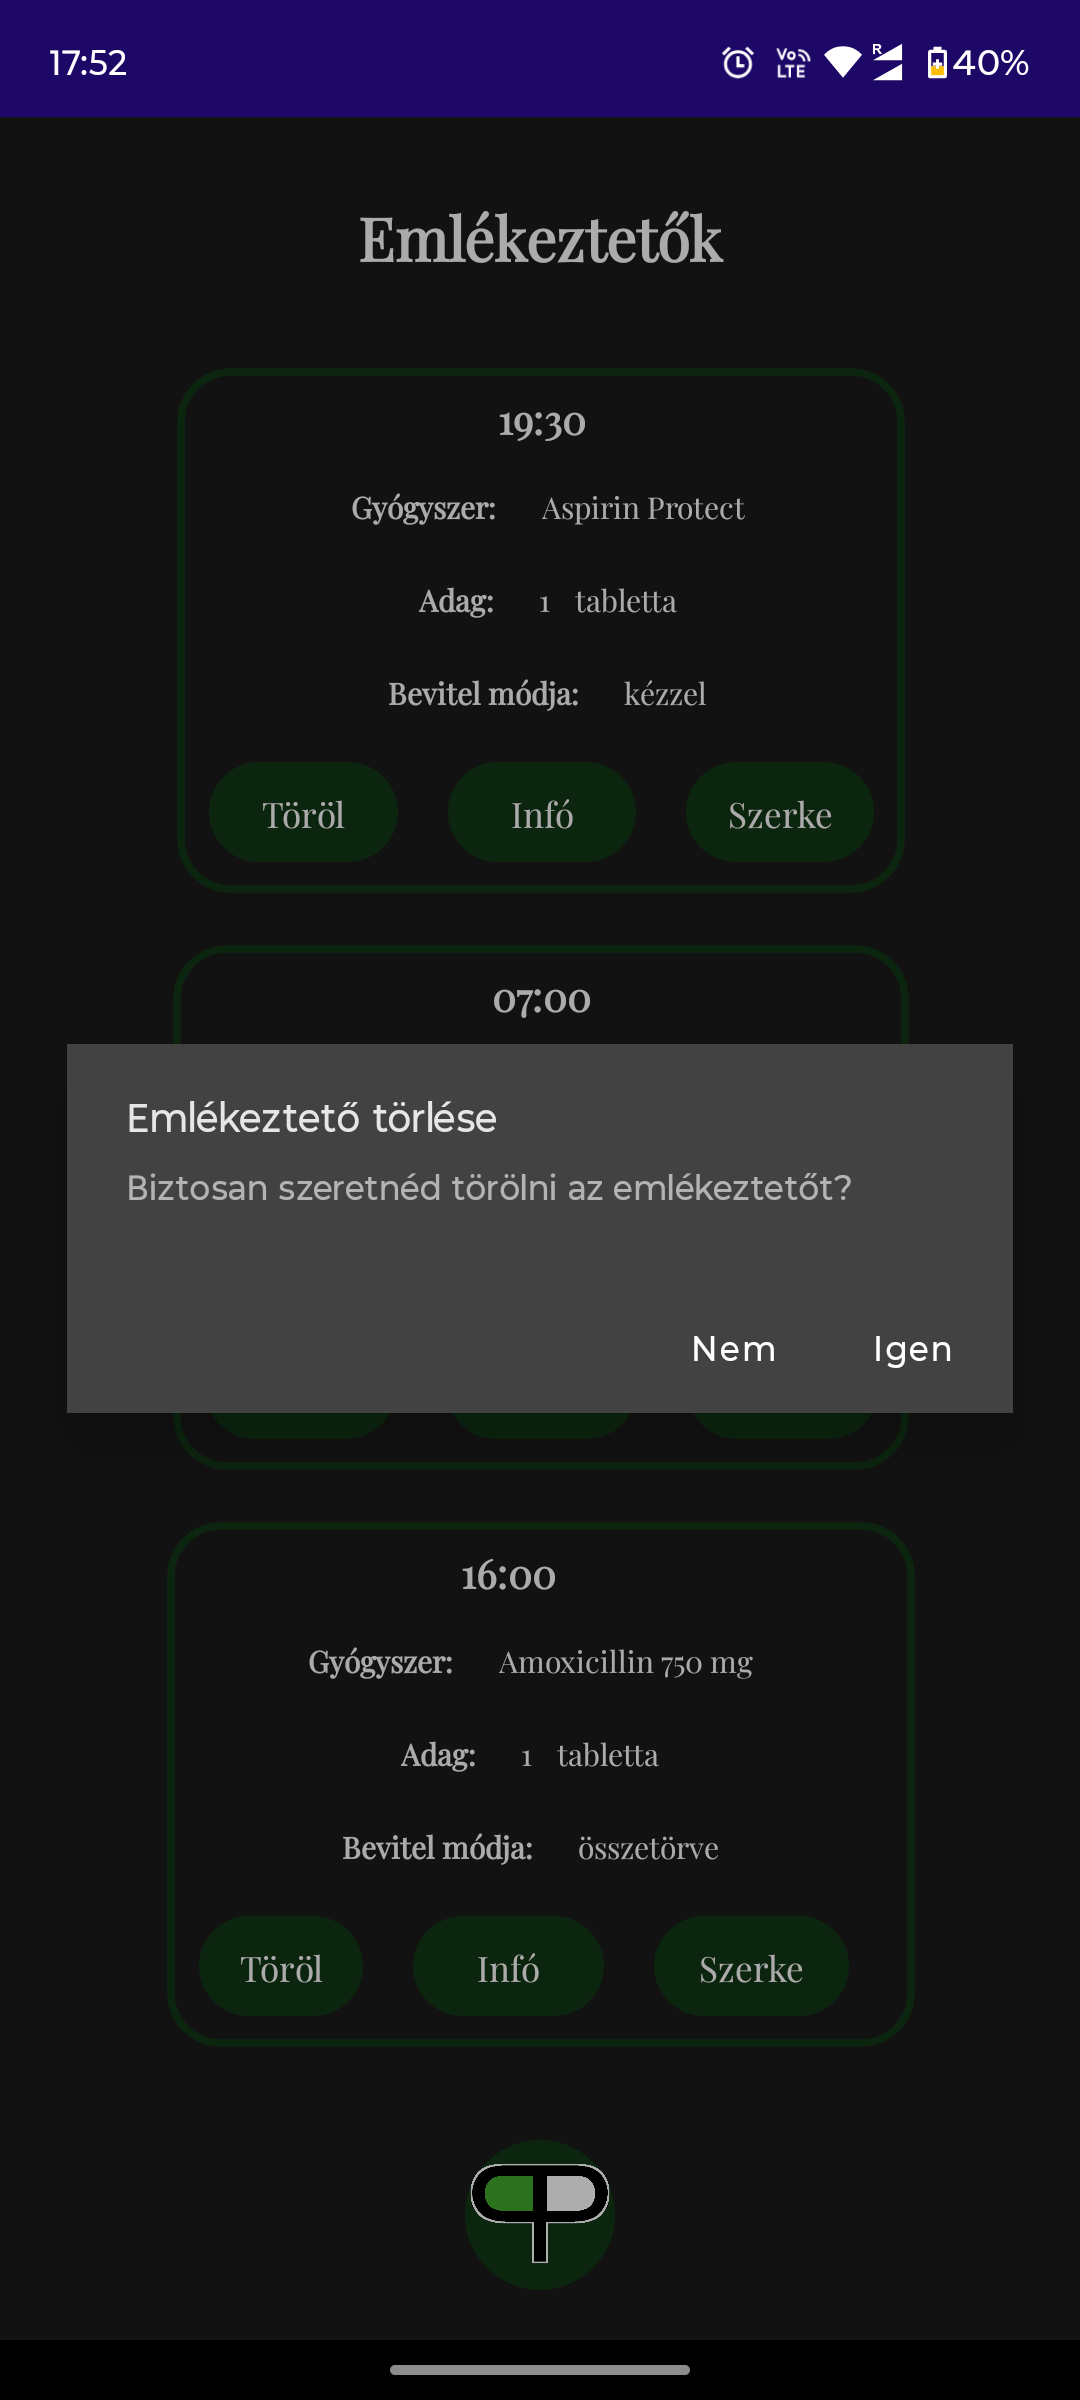 17:52
Vo LTE R 40%
Emlékeztetők
19:30
Gyógyszer: Aspirin Protect
Adag: 1 tabletta
Bevitel módja: kézzel
Töröl Infó Szerke
07:00
Emlékeztető törlése
Biztosan szeretnéd törölni az emlékeztetőt?
Nem Igen
16:00
Gyógyszer: Amoxicillin 750 mg
Adag: 1 tabletta
Bevitel módja: összetörve
Töröl Infó Szerke